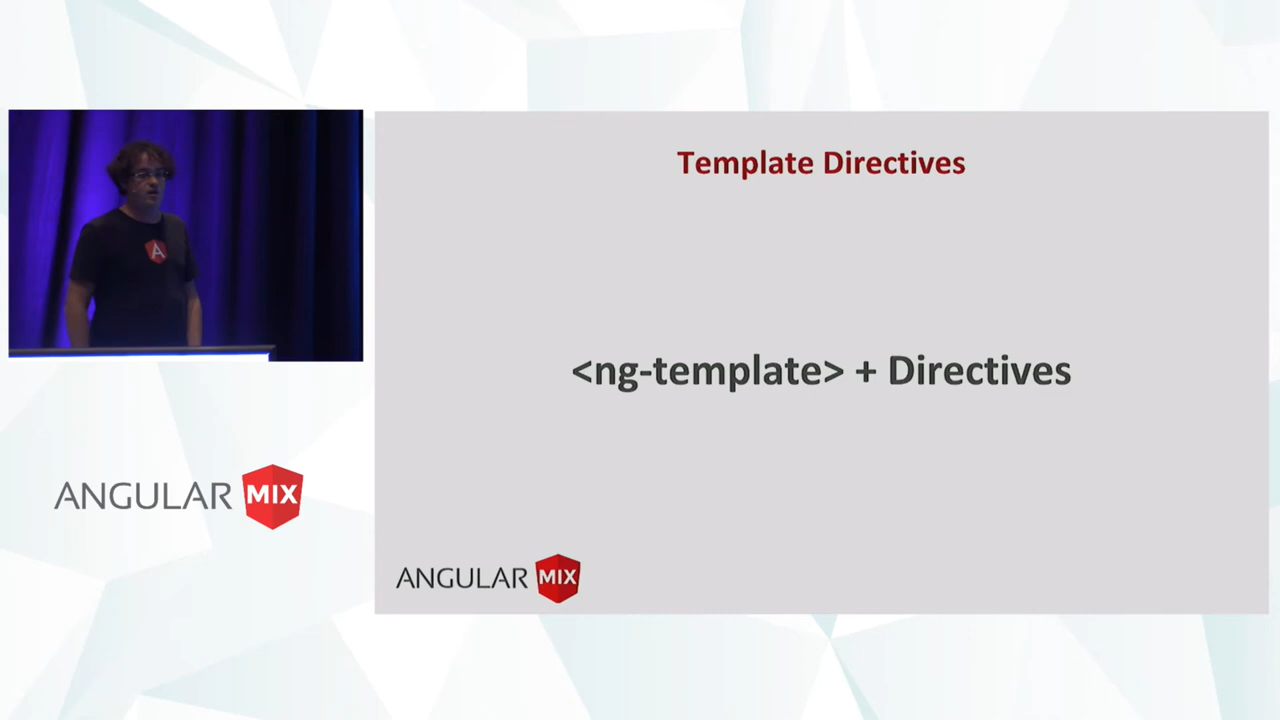 Template Directives
<ng-template> + Directives
A
ANGULAR MIX
ANGULAR MIX